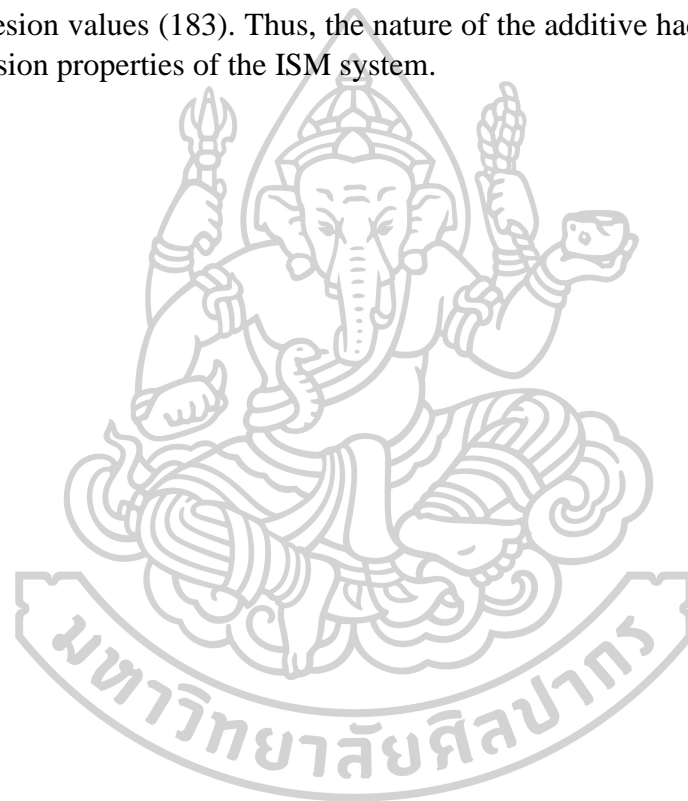 esion values (183). Thus, the nature of the additive had
sion properties of the ISM system.
มหาวิทยาลัยศิลปากร